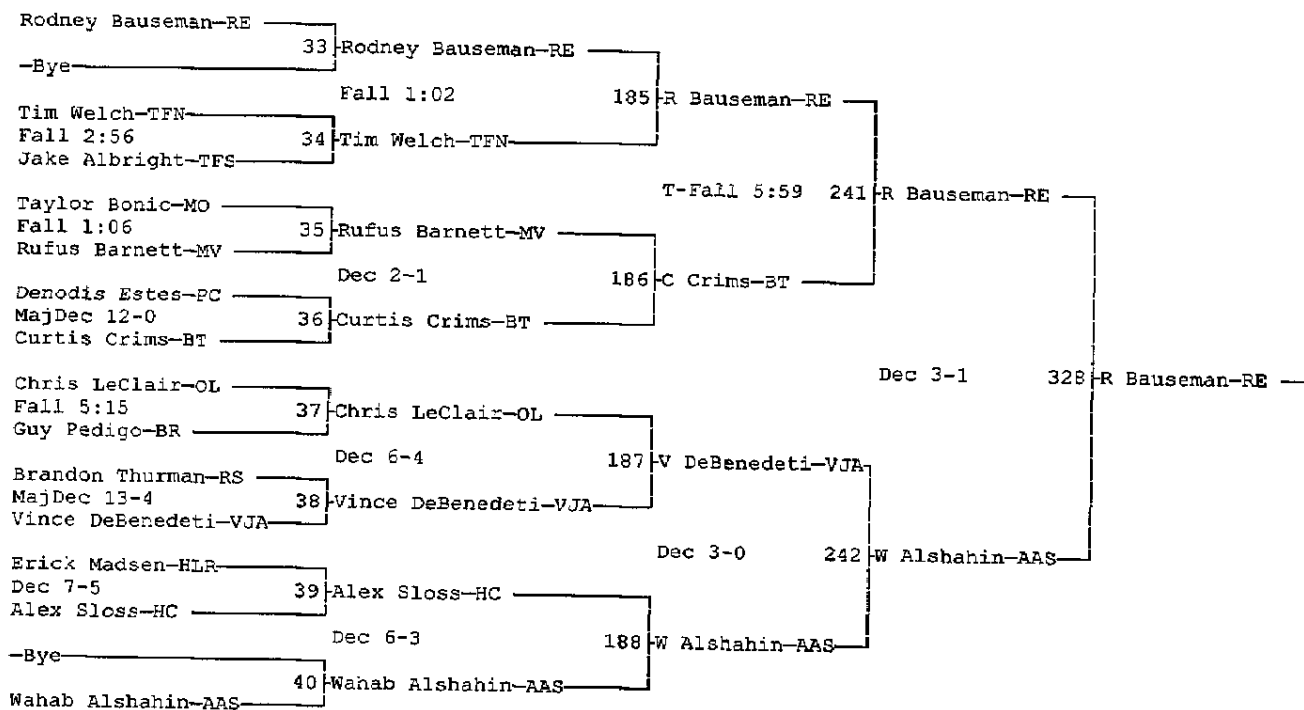 Rodney Bauseman-RE
33 Rodney Bauseman-RE
-Bye
Fall 1:02 185 R Bauseman-RE
Tim Welch-TFN
Fall 2:56 34 Tim Welch-TFN
Jake Albright-TFS
T-Fall 5:59 241 R Bauseman-RE
Taylor Bonic-MO
Fall 1:06 35 Rufus Barnett-MV
Rufus Barnett-MV
Dec 2-1 186 C Crims-BT
Denodis Estes-PC
MajDec 12-0 36 Curtis Crims-BT
Curtis Crims-BT
Dec 3-1 328 R Bauseman-RE
Chris LeClair-OL
Fall 5:15 37 Chris LeClair-OL
Guy Pedigo-BR
Dec 6-4 187 V DeBenedeti-VJA
Brandon Thurman-RS
MajDec 13-4 38 Vince DeBenedeti-VJA
Vince DeBenedeti-VJA
Dec 3-0 242 W Alshahin-AAS
Erick Madsen-HLR
Dec 7-5 39 Alex Sloss-HC
Alex Sloss-HC
Dec 6-3 188 W Alshahin-AAS
-Bye
40 Wahab Alshahin-AAS
Wahab Alshahin-AAS